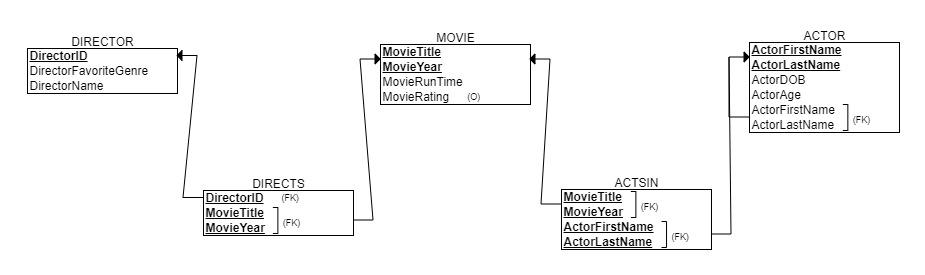 DIRECTOR
DirectorID
DirectorFavoriteGenre
DirectorName
MOVIE
MovieTitle
MovieYear
MovieRunTime
MovieRating (O)
ACTOR
ActorFirstName
ActorLastName
ActorDOB
ActorAge
ActorFirstName
ActorLastName
(FK)
DIRECTS
DirectorID (FK)
MovieTitle
MovieYear
(FK)
ACTSIN
MovieTitle
MovieYear
(FK)
ActorFirstName
ActorLastName
(FK)